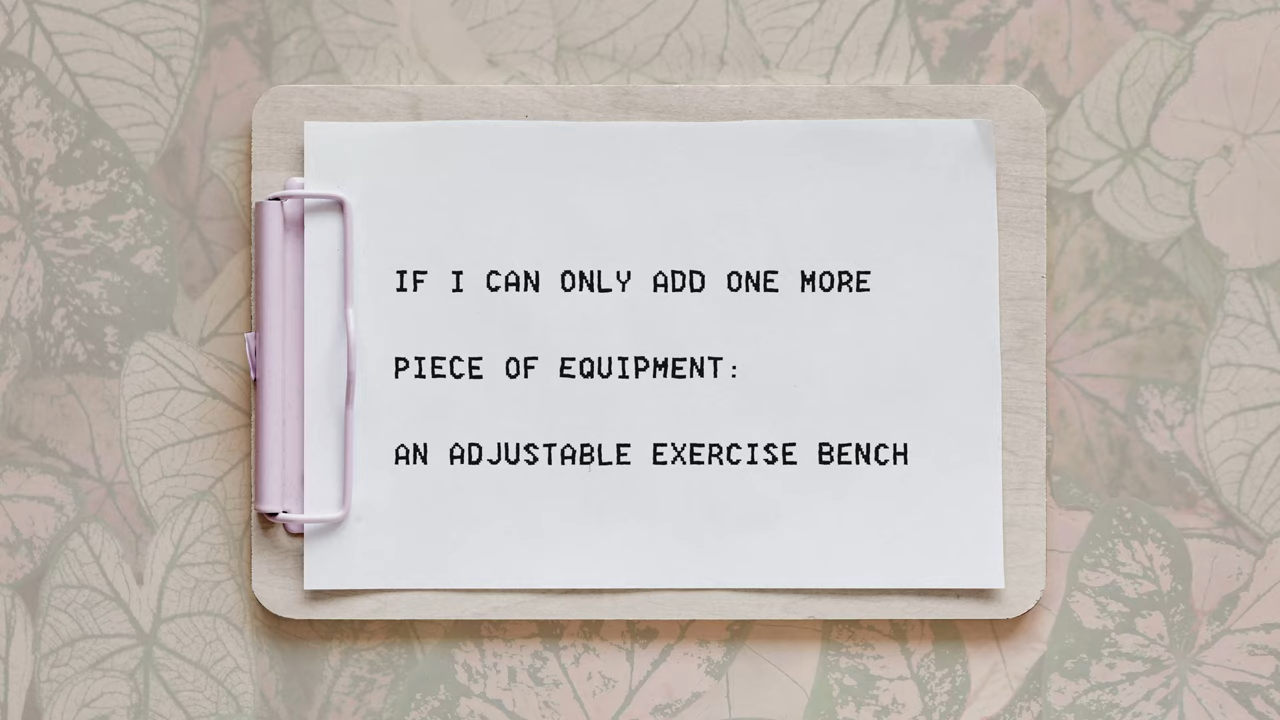 IF I CAN ONLY ADD ONE MORE
PIECE OF EQUIPMENT:
AN ADJUSTABLE EXERCISE BENCH